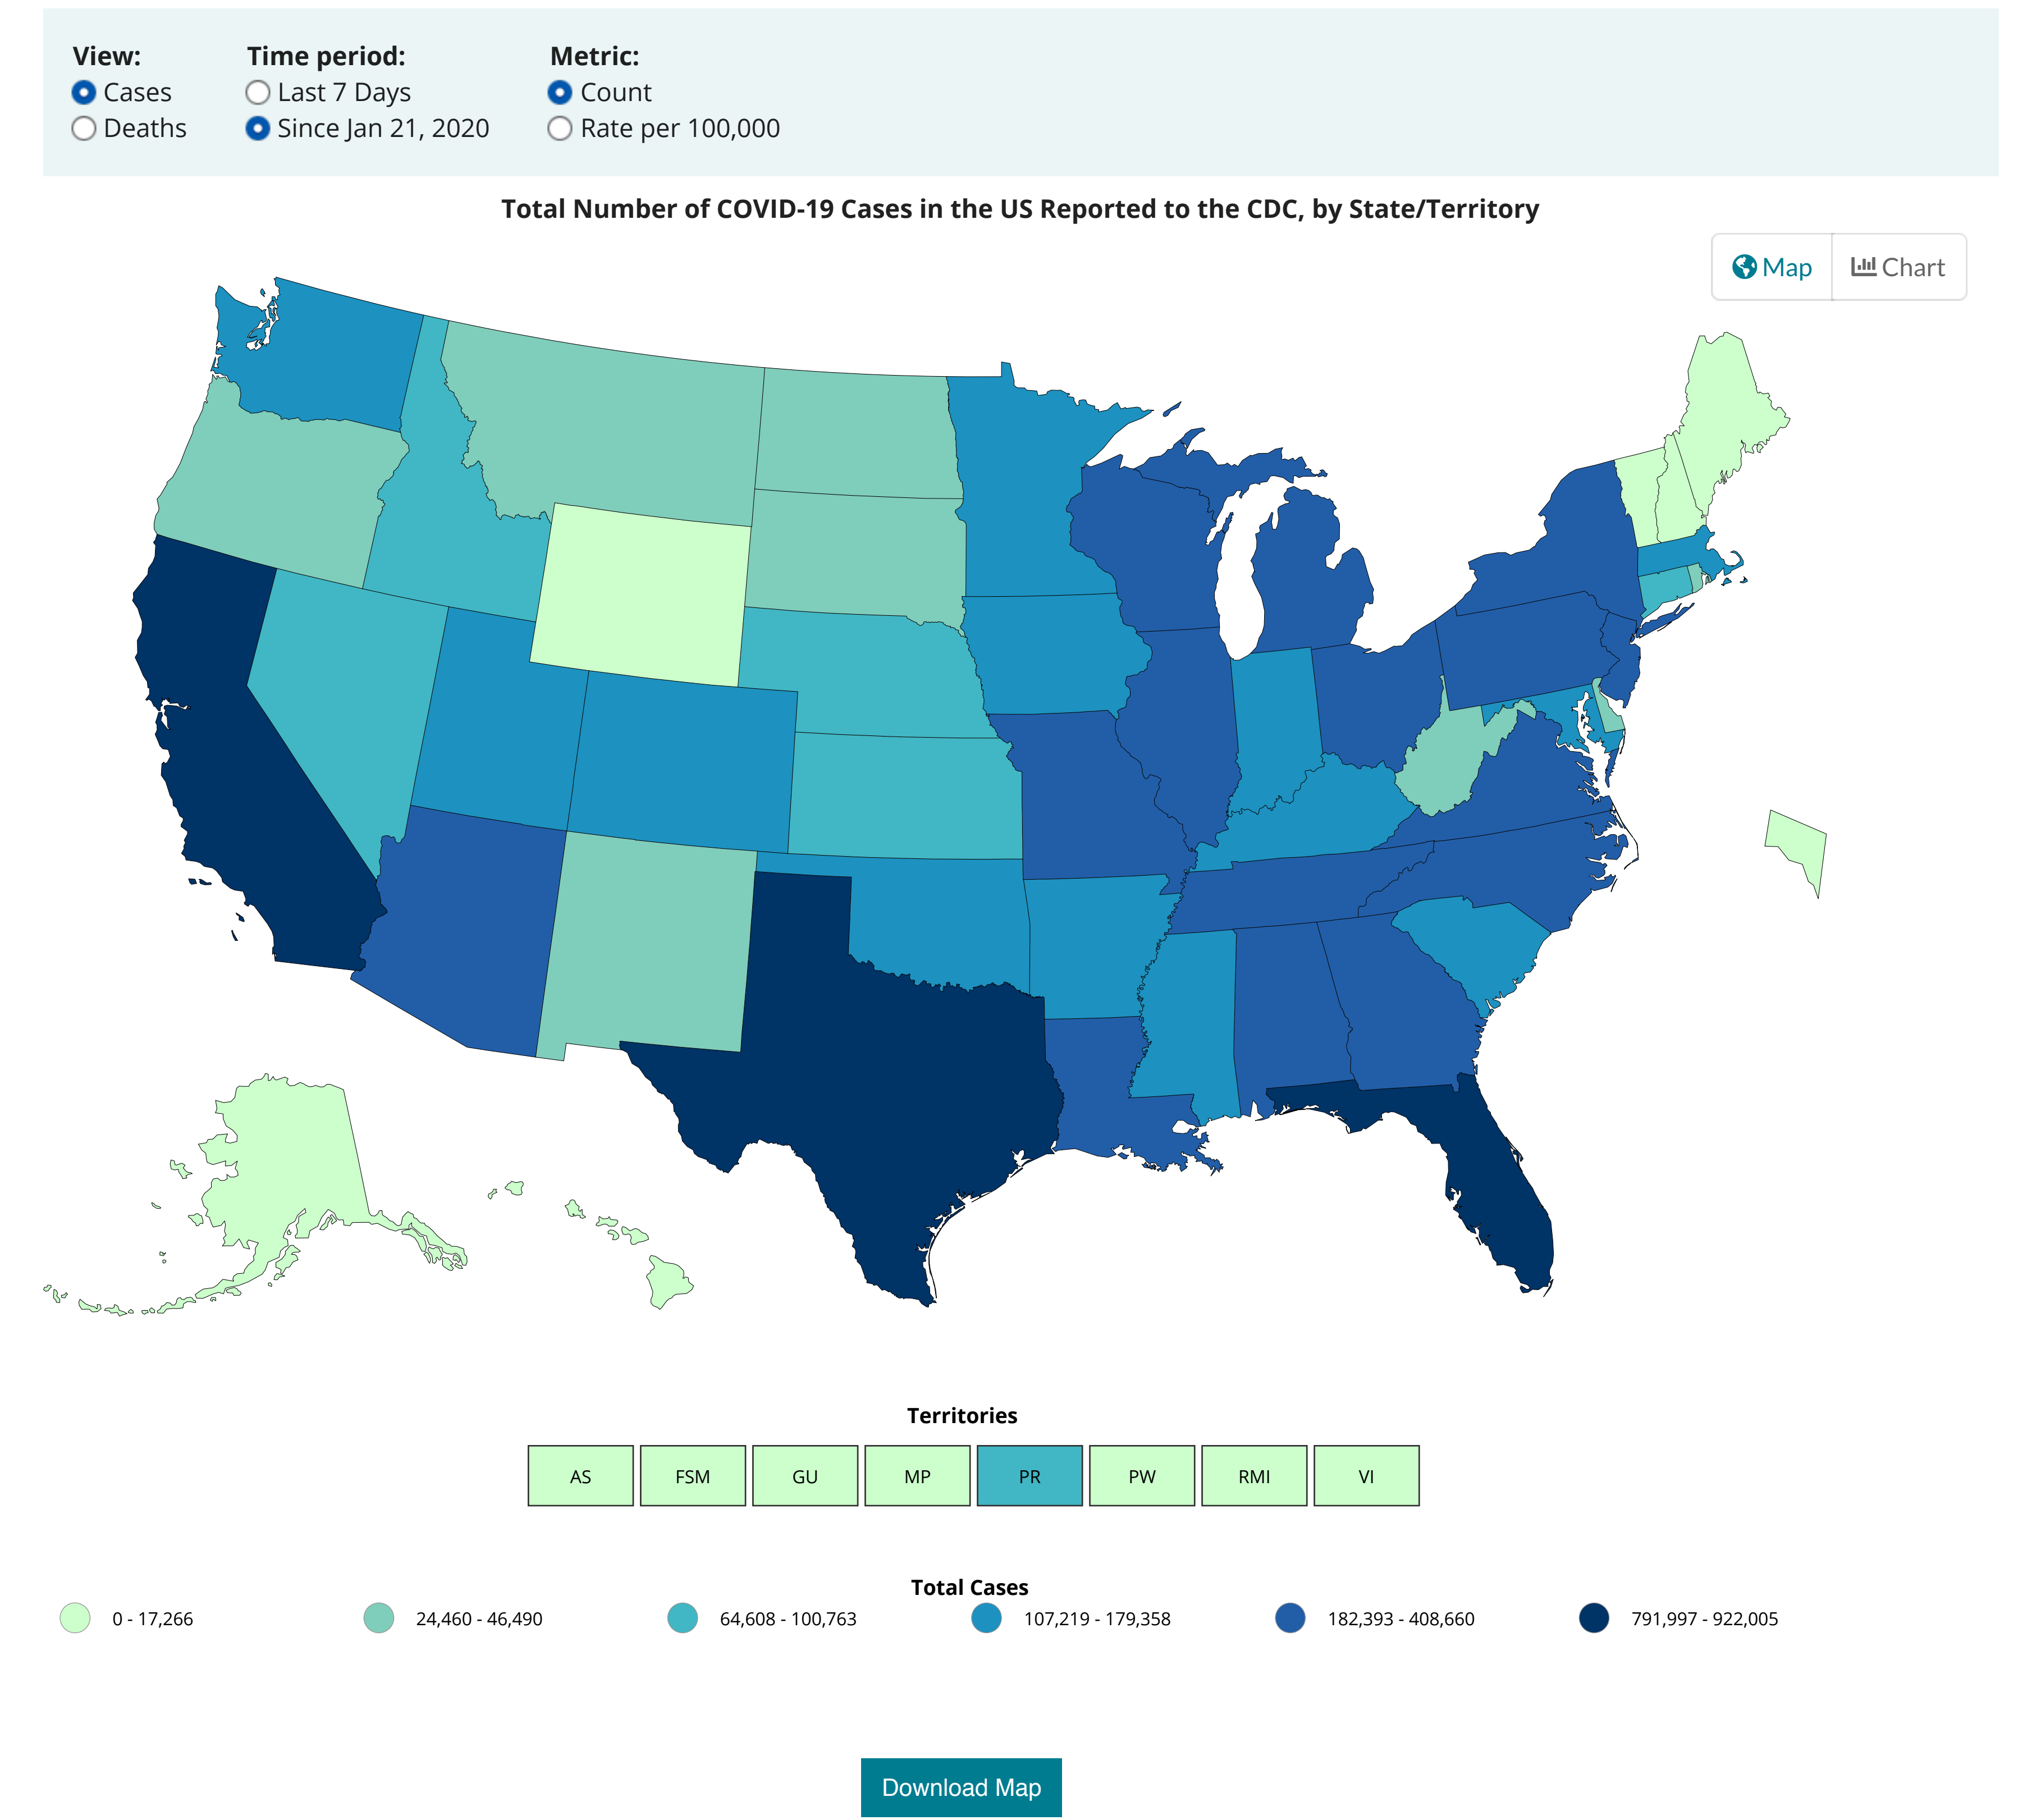 View: Time period: Metric:
Cases Last 7 Days Count
Deaths Since Jan 21, 2020 Rate per 100,000
Total Number of COVID-19 Cases in the US Reported to the CDC, by State/Territory
Map Chart
Territories
AS FSM GU MP PR PW RMI VI
Total Cases
0 - 17,266 24,460 - 46,490 64,608 - 100,763 107,219 - 179,358 182,393 - 408,660 791,997 - 922,005
Download Map